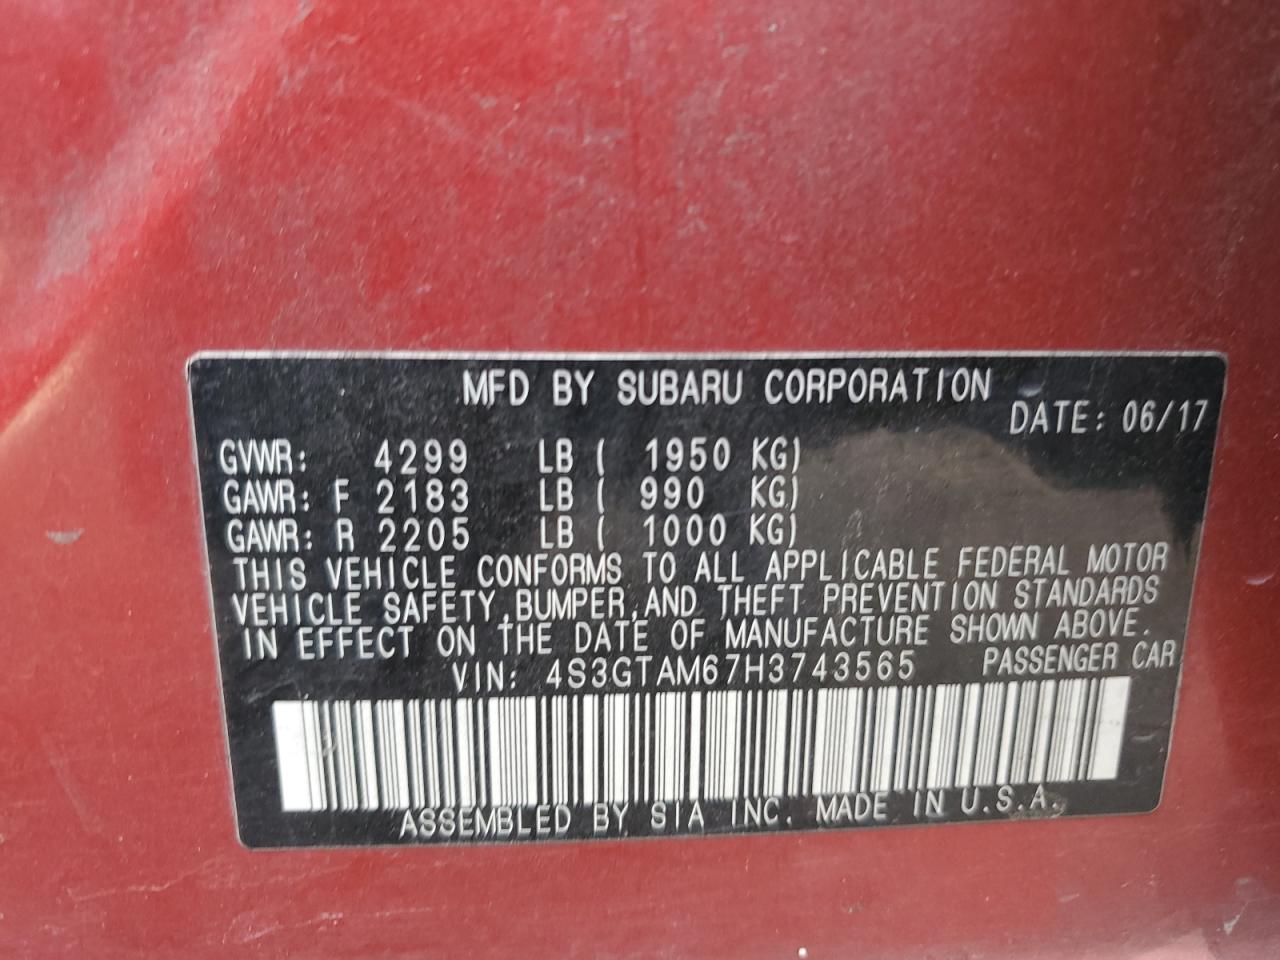 MFD BY SUBARU CORPORATION
DATE: 06/17
GVWR: 4299 LB ( 1950 KG)
GAWR: F 2183 LB ( 990 KG)
GAWR: R 2205 LB ( 1000 KG)
THIS VEHICLE CONFORMS TO ALL APPLICABLE FEDERAL MOTOR
VEHICLE SAFETY, BUMPER, AND THEFT PREVENTION STANDARDS
IN EFFECT ON THE DATE OF MANUFACTURE SHOWN ABOVE.
VIN: 4S3GTAM67H3743565 PASSENGER CAR
ASSEMBLED BY SIA INC. MADE IN U.S.A.